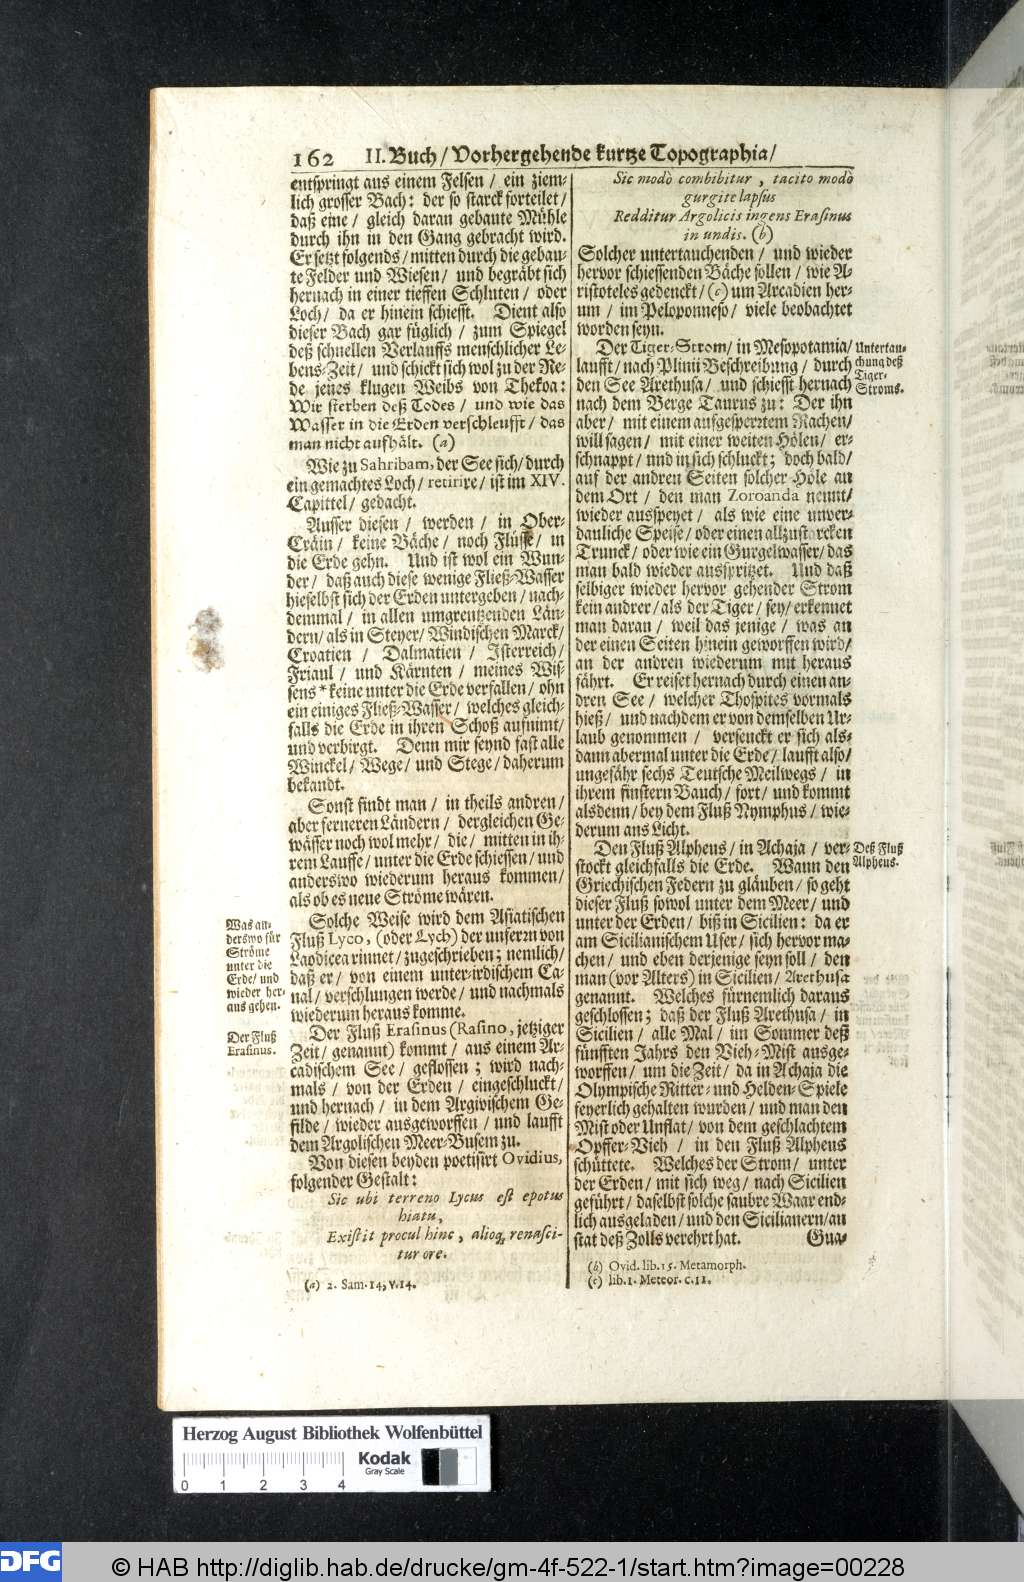 162 II. Buch / Vorhergehende kurtze Topographia /
entspringt aus einem Felsen / ein ziem-
lich grosser Bach: der so starck forteilet /
daß eine / gleich daran gebaute Mühle
durch ihn in den Gang gebracht wird.
Er setzt folgends / mitten durch die gebau-
te Felder und Wiesen / und begräbt sich
hernach in einer tieffen Schluten / oder
Loch / da er hinein schiesst. Dient also
dieser Bach gar füglich / zum Spiegel
deß schnellen Verlauffs menschlicher Le-
bens-Zeit / und schickt sich wol zu der Re-
de jenes klugen Weibs von Thekoa:
Wir sterben deß Todes / und wie das
Wasser in die Erden verschleufft / das
man nicht aufhält. (a)
Wie zu Sahribam, der See sich / durch
ein gemachtes Loch / retirire / ist im XIV.
Capittel / gedacht.
Ausser diesen / werden / in Ober-
Cräin / keine Bäche / noch Flüsse / in
die Erde gehn. Und ist wol ein Wun-
der / daß auch diese wenige Fließ-Wasser
hieselbst sich der Erden untergeben / nach-
demmal / in allen umgrentzenden Län-
dern / als in Steyer / Windischen Marck /
Croatien / Dalmatien / Isterreich /
Friaul / und Kärnten / meines Wis-
sens * keine unter die Erde verfallen / ohn
ein einiges Fließ-Wasser / welches gleich-
falls die Erde in ihren Schoß aufnimt /
und verbirgt. Denn mir seynd fast alle
Winckel / Wege / und Stege / daherum
bekandt.
Sonst findt man / in theils andren /
aber ferneren Ländern / dergleichen Ge-
wässer noch wol mehr / die / mitten in ih-
rem Lauffe / unter die Erde schiessen / und
anderswo wiederum heraus kommen /
als ob es neue Ströme wären.
Was an-
derswo für
Ströme
unter die
Erde / und
wieder her-
aus gehen.
Solche Weise wird dem Asiatischen
Fluß Lyco, (oder Lych) der unfern von
Laodicea rinnet / zugeschrieben; nemlich /
daß er / von einem unter-irdischem Ca-
nal / verschlungen werde / und nachmals
wiederum heraus komme.
Der Fluß
Erasinus.
Der Fluß Erasinus (Rasino, jetziger
Zeit / genannt) kommt / aus einem Ar-
cadischem See / geflossen; wird nach-
mals / von der Erden / eingeschluckt /
und hernach / in dem Argivischem Ge-
filde / wieder ausgeworffen / und laufft
dem Argolischen Meer-Busem zu.
Von diesen beyden poetisirt Ovidius,
folgender Gestalt:
Sic ubi terreno Lycus est epotus
hiatu,
Existit procul hinc, alioq; renasci-
tur ore.
(a) 2. Sam. 14, v. 14.
Sic modò combibitur, tacito modò
gurgite lapsus
Redditur Argolicis ingens Erasinus
in undis. (b)
Solcher untertauchenden / und wieder
hervor schiessenden Bäche sollen / wie A-
ristoteles gedenckt / (c) um Arcadien her-
um / im Peloponneso / viele beobachtet
worden seyn.
Der Tiger-Strom / in Mesopotamia /
laufft / nach Plinii Beschreibung / durch
den See Arethusa / und schiesst hernach
nach dem Berge Taurus zu: Der ihn
aber / mit einem aufgesperrtem Rachen /
will sagen / mit einer weiten Hölen / er-
schnappt / und in sich schluckt; doch bald /
auf der andren Seiten solcher Höle an
dem Ort / den man Zoroanda nennt /
wieder ausspeyet / als wie eine unver-
dauliche Speise / oder einen allzustarcken
Trunck / oder wie ein Gurgelwasser / das
man bald wieder ausspritzet. Und daß
selbiger wieder hervor gehender Strom
kein andrer / als der Tiger / sey / erkennet
man daran / weil das jenige / was an
der einen Seiten hinein geworffen wird /
an der andren wiederum mit heraus
fährt. Er reiset hernach durch einen an-
dren See / welcher Thospites vormals
hieß / und nachdem er von demselben Ur-
laub genommen / versenckt er sich als-
dann abermal unter die Erde / laufft also /
ungefähr sechs Teutsche Meilwegs / in
ihrem finstern Bauch / fort / und kommt
alsdenn / bey dem Fluß Nymphus / wie-
derum ans Licht.
Untertau-
chung deß
Tiger-
Stroms.
Den Fluß Alpheus / in Achaja / ver-
stockt gleichfalls die Erde. Wann den
Griechischen Federn zu gläuben / so geht
dieser Fluß sowol unter dem Meer / und
unter der Erden / biß in Sicilien: da er
am Sicilianischem Ufer / sich hervor ma-
chen / und eben derjenige seyn soll / den
man (vor Alters) in Sicilien / Arethusa
genannt. Welches fürnemlich daraus
geschlossen; daß der Fluß Arethusa / in
Sicilien / alle Mal / im Sommer deß
fünfften Jahrs den Vieh-Mist ausge-
worffen / um die Zeit / da in Achaja die
Olympische Ritter- und Helden-Spiele
feyerlich gehalten wurden / und man den
Mist oder Unflat / von dem geschlachtem
Opffer-Vieh / in den Fluß Alpheus
schüttete. Welches der Strom / unter
der Erden / mit sich weg / nach Sicilien
geführt / daselbst solche saubre Waar end-
lich ausgeladen / und den Sicilianern / an
stat deß Zolls verehrt hat. Gua-
Deß Fluß
Alpheus.
(b) Ovid. lib. 15. Metamorph.
(c) lib. 1. Meteor. c. 11.
Herzog August Bibliothek Wolfenbüttel
Kodak
Gray Scale
0 1 2 3 4
DFG © HAB http://diglib.hab.de/drucke/gm-4f-522-1/start.htm?image=00228